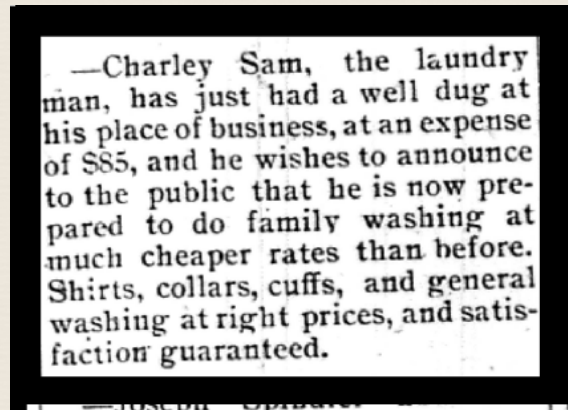 —Charley Sam, the laundry
man, has just had a well dug at
his place of business, at an expense
of $85, and he wishes to announce
to the public that he is now pre-
pared to do family washing at
much cheaper rates than before.
Shirts, collars, cuffs, and general
washing at right prices, and satis-
faction guaranteed.
—Joseph